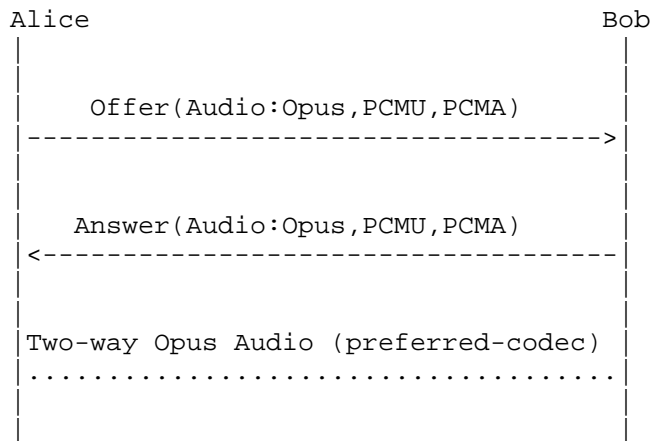 Alice Bob
Offer(Audio:Opus,PCMU,PCMA)
Answer(Audio:Opus,PCMU,PCMA)
Two-way Opus Audio (preferred-codec)